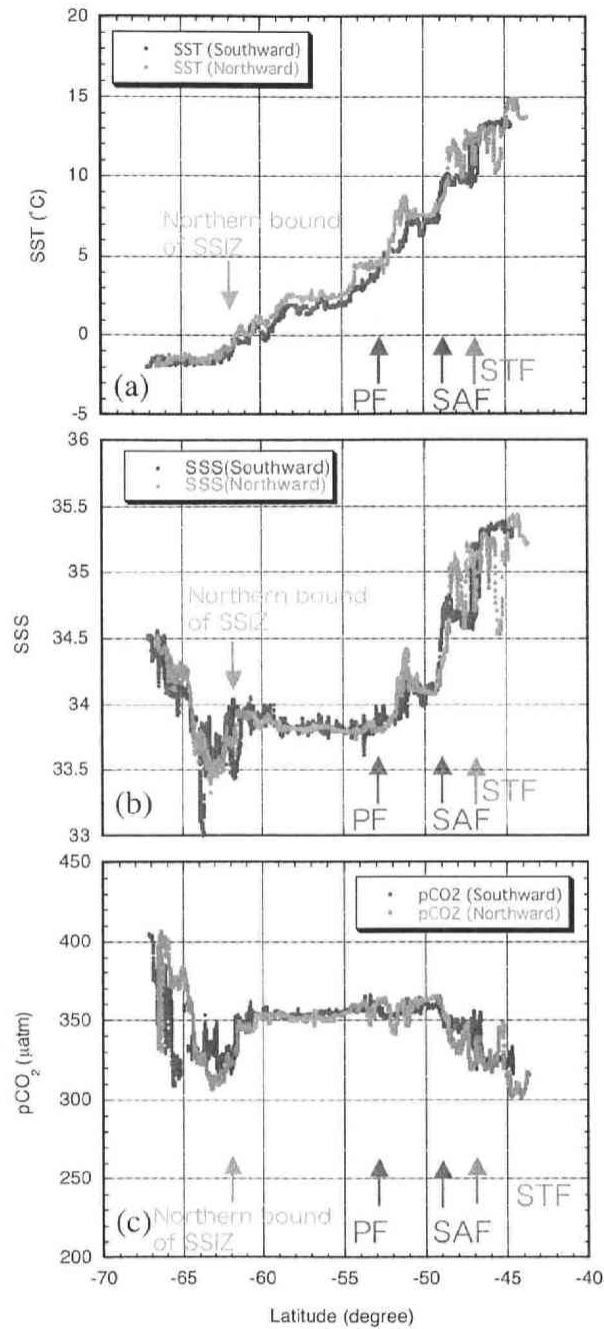 20
15
10
5
0
-5
SST (°C)
SST (Southward)
SST (Northward)
Northern bound
of SSIZ
(a)
PF
SAF
STF
36
35.5
35
34.5
34
33.5
33
SSS
SSS(Southward)
SSS(Northward)
Northern bound
of SSIZ
(b)
PF
SAF
STF
450
400
350
300
250
200
pCO2 (µatm)
pCO2 (Southward)
pCO2 (Northward)
(c)
Northern bound
of SSIZ
PF
SAF
STF
-70 -65 -60 -55 -50 -45 -40
Latitude (degree)